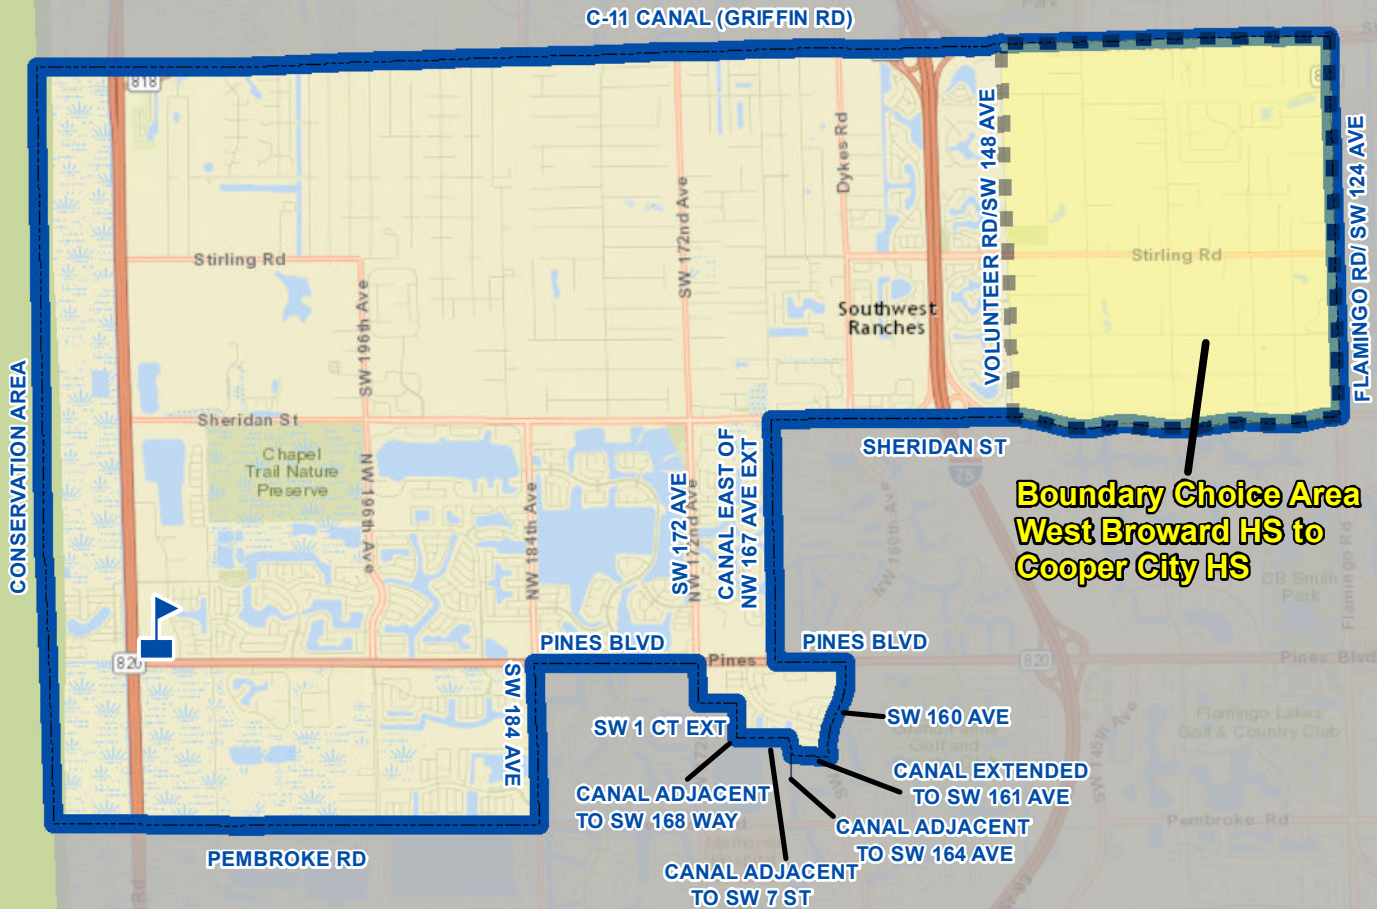 C-11 CANAL (GRIFFIN RD)
Park
818
CONSERVATION AREA
Stirling Rd
SW 196th Ave
SW 172nd Ave
Dykes Rd
VOLUNTEER RD/SW 148 AVE
Stirling Rd
FLAMINGO RD/ SW 124 AVE
Southwest
Ranches
Sheridan St
Chapel
Trail Nature
Preserve
NW 196th Ave
NW 184th Ave
SW 172 AVE
NW 172nd Ave
CANAL EAST OF
NW 167 AVE EXT
SHERIDAN ST
75
NW 160th Ave
Boundary Choice Area
West Broward HS to
Cooper City HS
CB Smith
Park
Flamingo Rd
820
PINES BLVD
Pines
PINES BLVD
820
Pines Blvd
SW 184 AVE
SW 1 CT EXT
SW 160 AVE
Golf and
SW 145th Ave
Flamingo Lakes
Golf & Country Club
CANAL ADJACENT
TO SW 168 WAY
CANAL EXTENDED
TO SW 161 AVE
CANAL ADJACENT
TO SW 164 AVE
Pembroke Rd
PEMBROKE RD
Memorial
CANAL ADJACENT
TO SW 7 ST
Rd